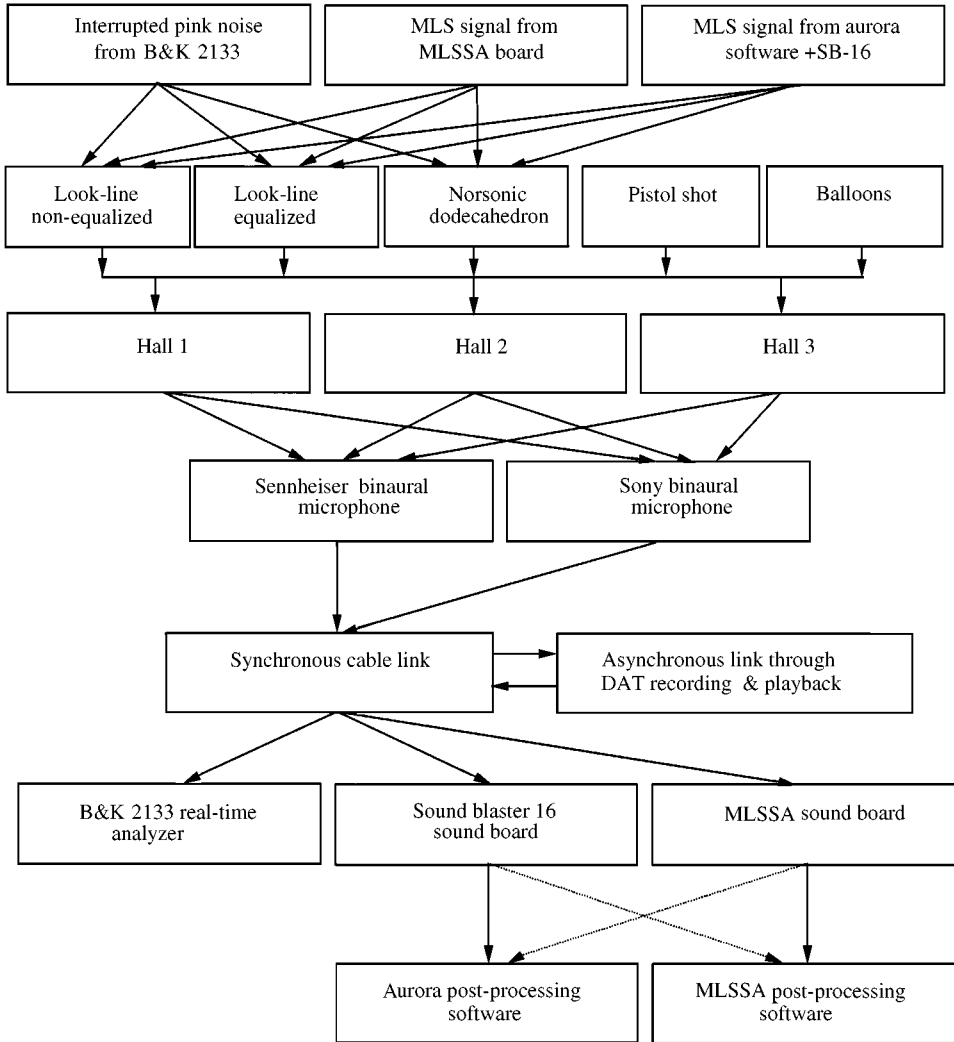 Interrupted pink noise
from B&K 2133
MLS signal from
MLSSA board
MLS signal from aurora
software +SB-16
Look-line
non-equalized
Look-line
equalized
Norsonic
dodecahedron
Pistol shot
Balloons
Hall 1
Hall 2
Hall 3
Sennheiser binaural
microphone
Sony binaural
microphone
Synchronous cable link
Asynchronous link through
DAT recording & playback
B&K 2133 real-time
analyzer
Sound blaster 16
sound board
MLSSA sound board
Aurora post-processing
software
MLSSA post-processing
software